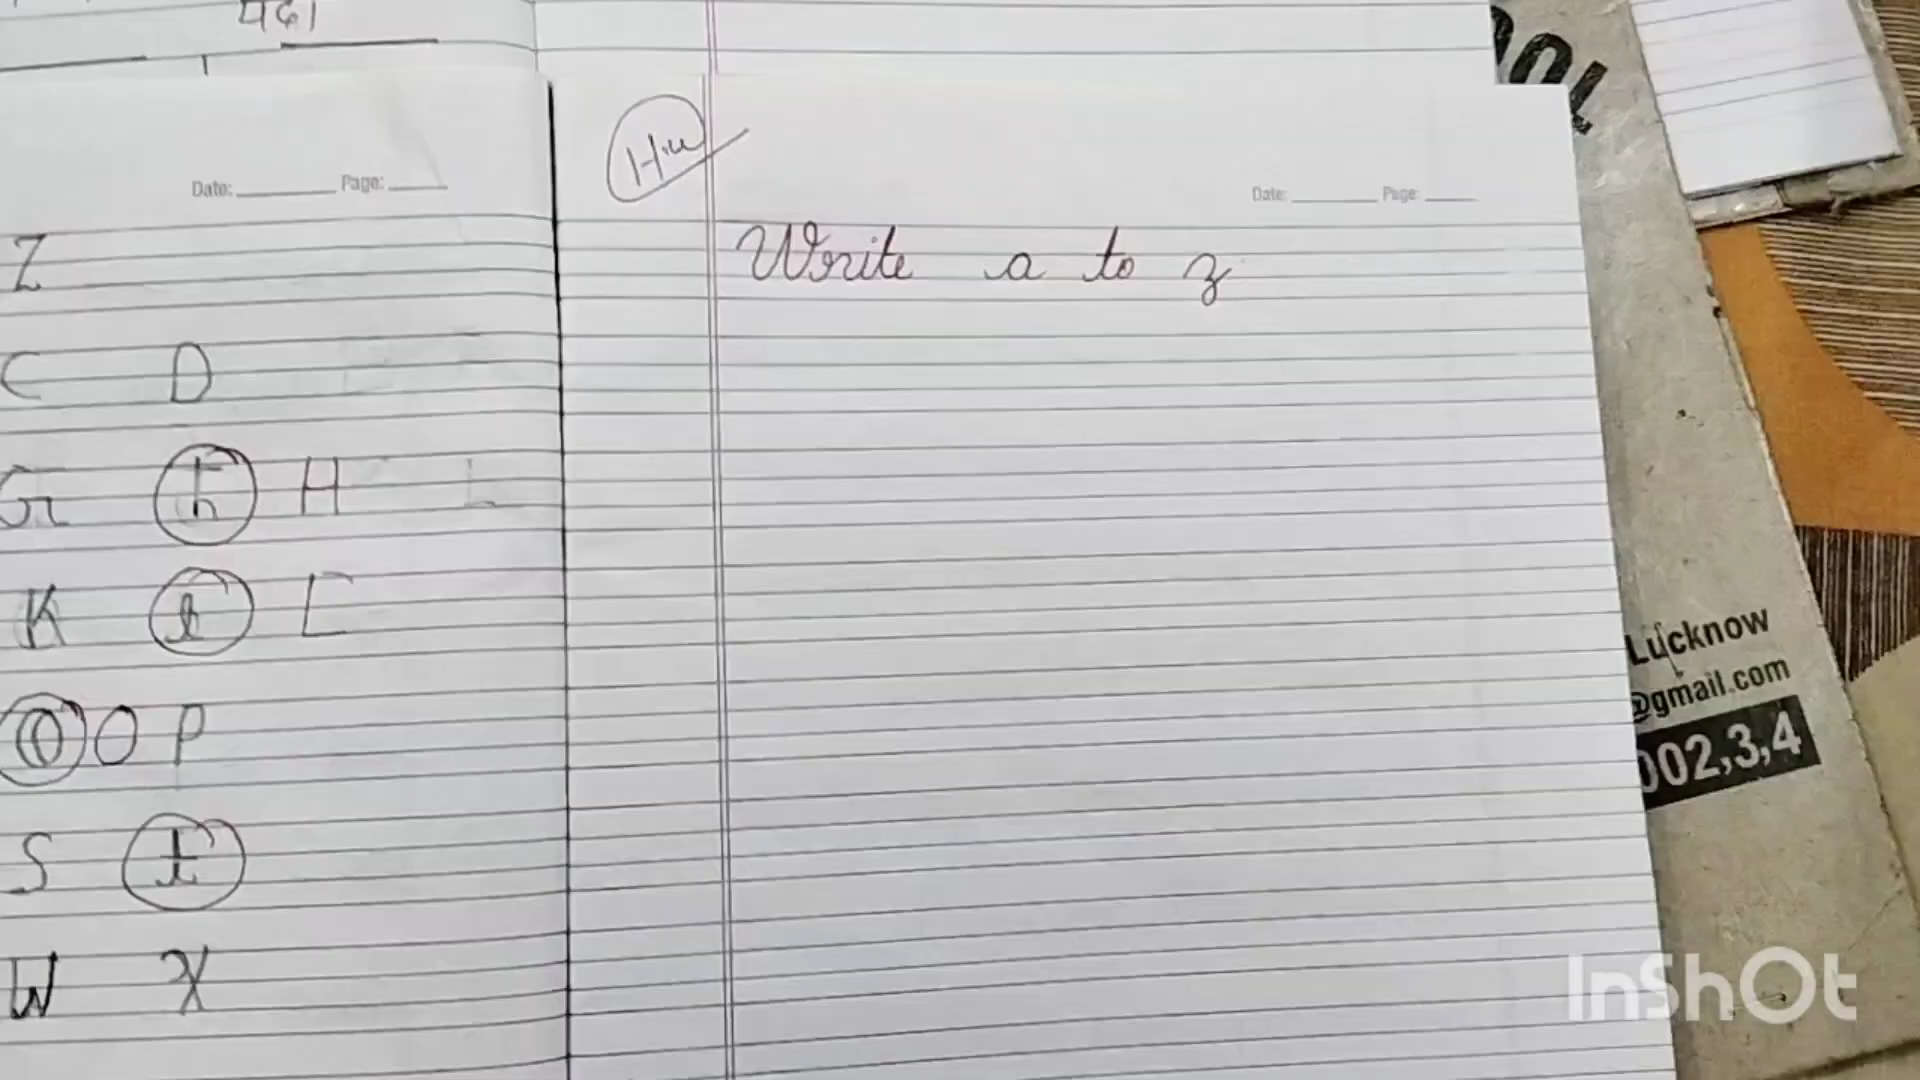 पढ़ो
Date: Page:
Z
C D
G H
K L
O O P
S t
W X
H.w
Date: Page:
Write a to z
Lucknow
@gmail.com
002,3,4
InShOt